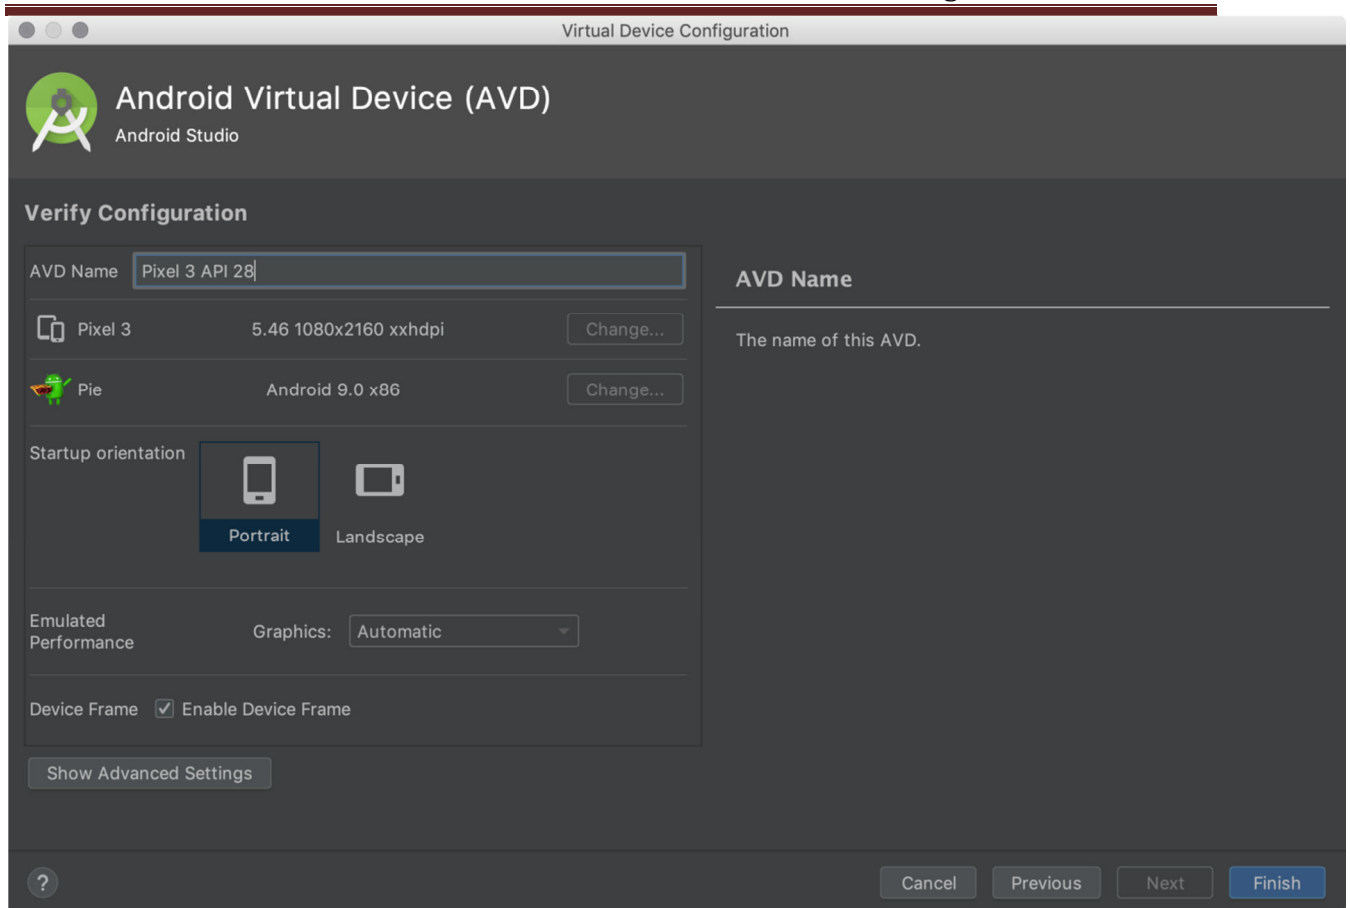 Virtual Device Configuration
Android Virtual Device (AVD)
Android Studio
Verify Configuration
AVD Name Pixel 3 API 28
Pixel 3 5.46 1080x2160 xxhdpi Change...
Pie Android 9.0 x86 Change...
Startup orientation
Portrait Landscape
Emulated
Performance
Graphics: Automatic
Device Frame Enable Device Frame
Show Advanced Settings
AVD Name
The name of this AVD.
? Cancel Previous Next Finish